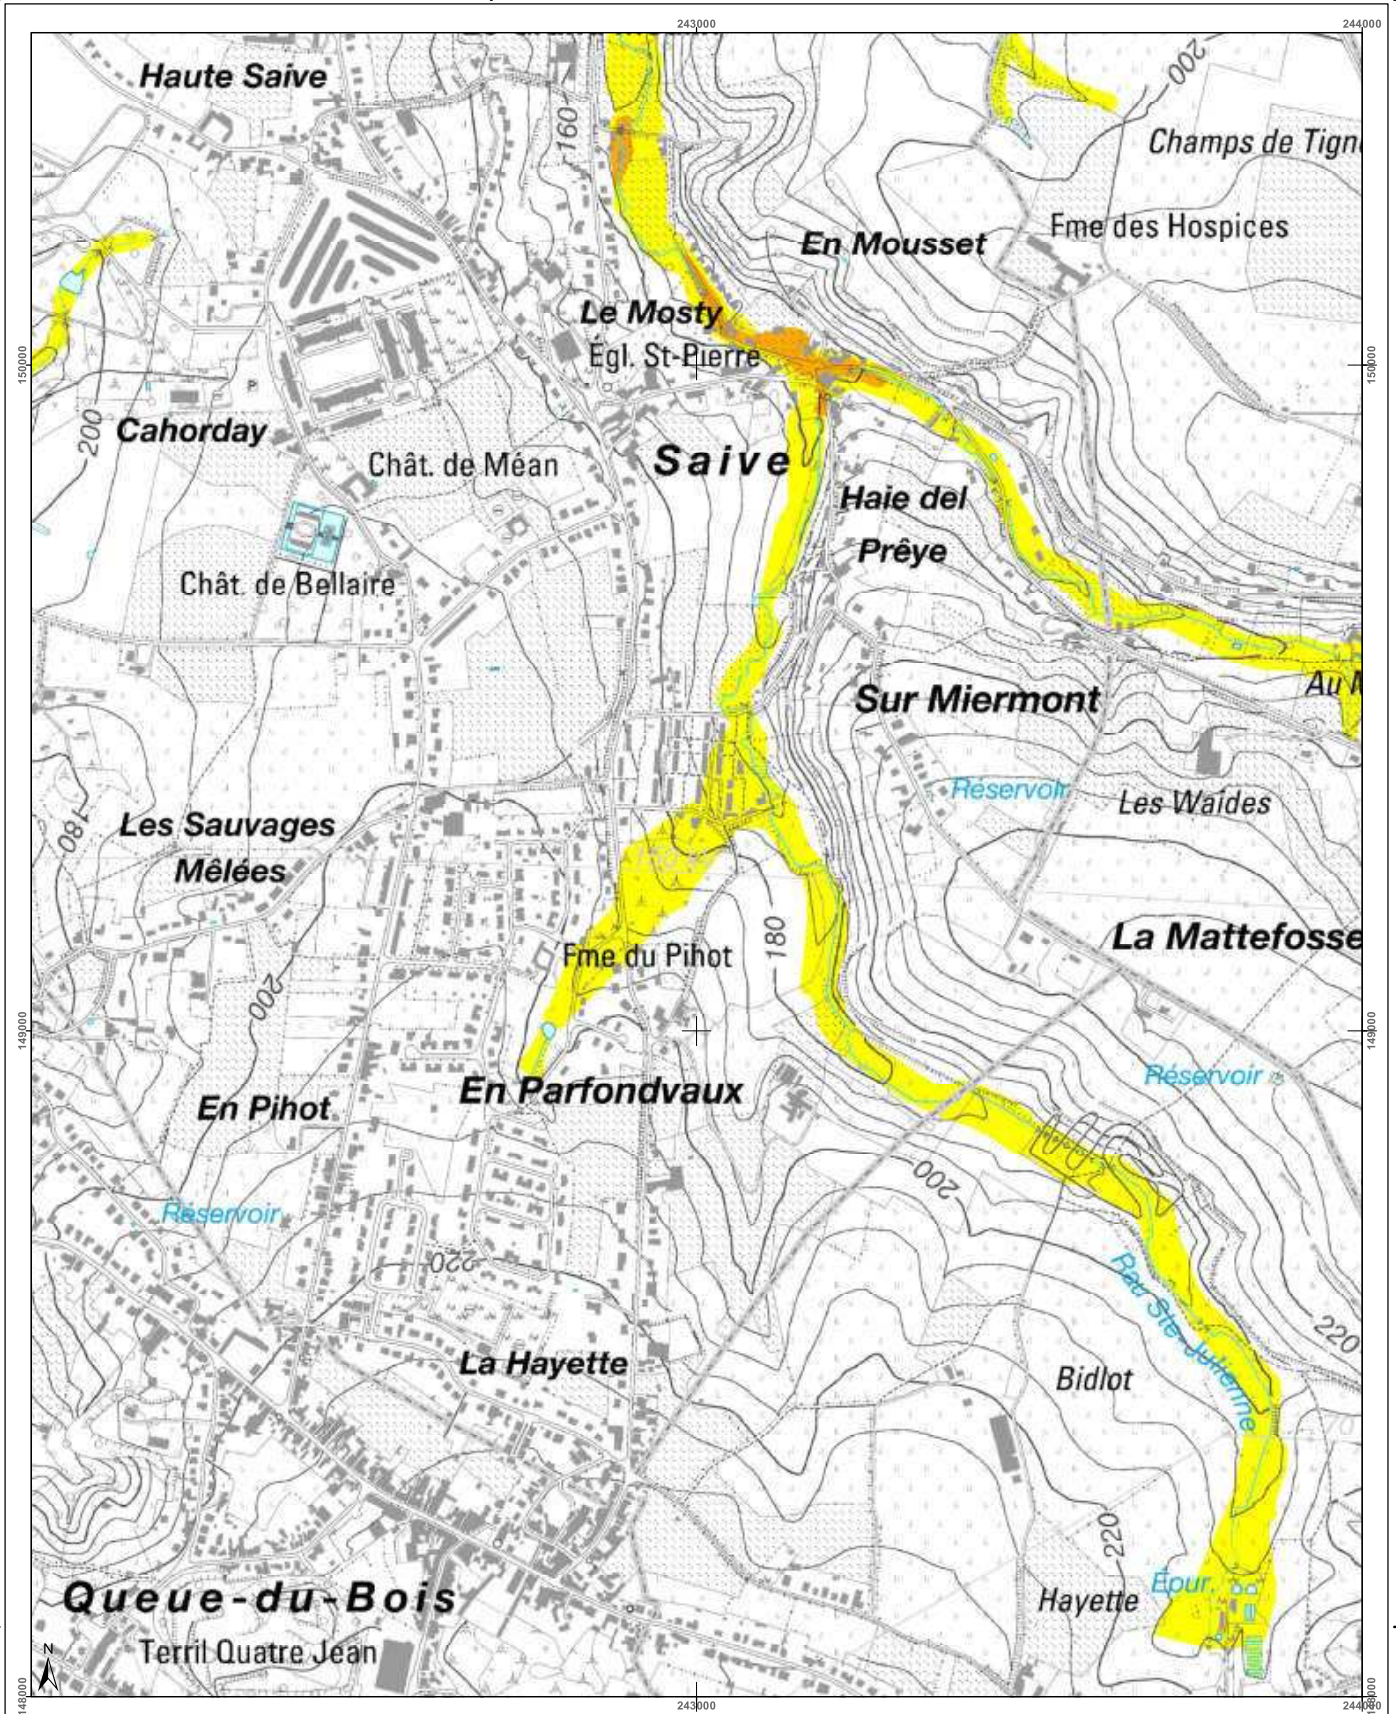 243000
244000
Haute Saive
160
200
Champs de Tign
Fme des Hospices
En Mousset
Le Mosty
Égl. St-Pierre
150000
150000
P
200
Cahorday
Chât. de Méan
Saive
Haie del
Prêye
Chât. de Bellaire
Sur Miermont
Au
Réservoir
Les Waides
180
Les Sauvages
Mêlées
La Mattefosse
Fme du Pihot
180
200
149000
149000
Réservoir
En Parfondvaux
En Pihot
200
Réservoir
220
Rau Ste-Julienne
220
La Hayette
Bidlot
220
Épur.
Hayette
Queue-du-Bois
Terril Quatre Jean
N
148000
243000
244000